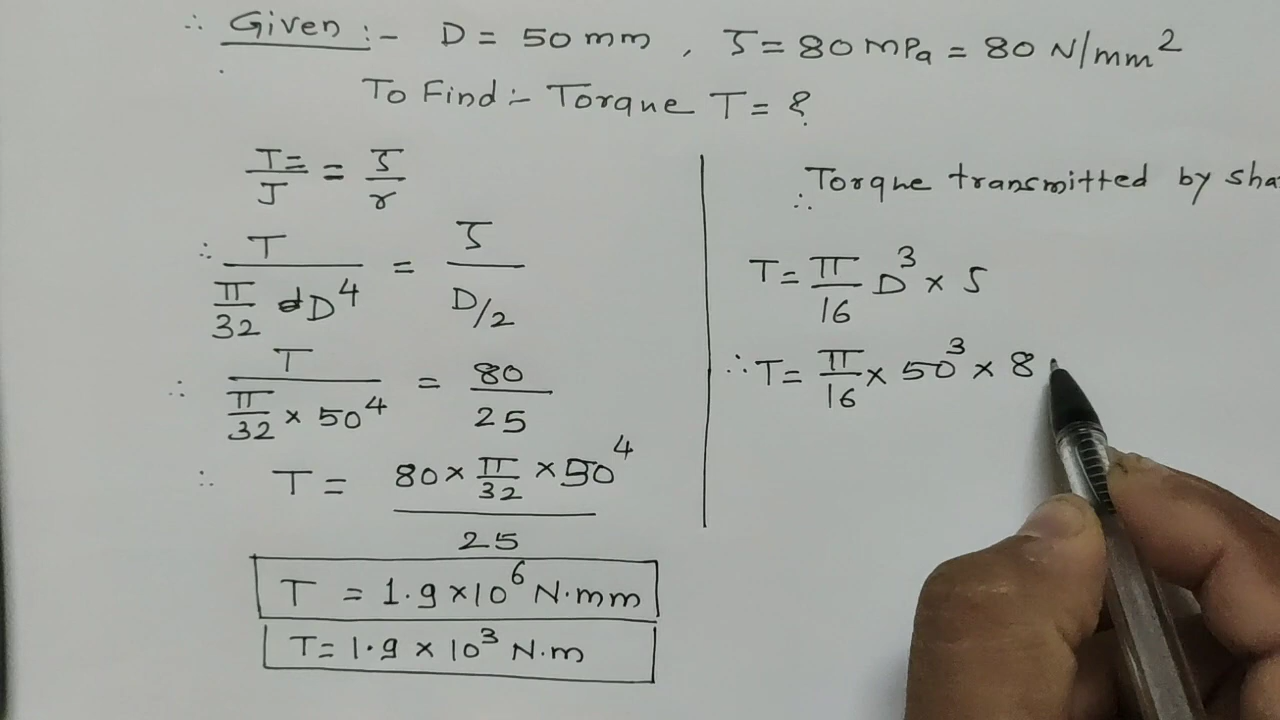 ∴ Given :- D = 50 mm , τ = 80 MPa = 80 N/mm²
To Find :- Torque T = ?
T=/J = τ/r
∴ T / (π/32 D⁴) = τ / (D/2)
∴ T / (π/32 × 50⁴) = 80/25
∴ T = (80 × π/32 × 50⁴) / 25
T = 1.9 × 10⁶ N·mm
T = 1.9 × 10³ N·m
∴ Torque transmitted by
T = π/16 D³ × τ
∴ T = π/16 × 50³ × 8